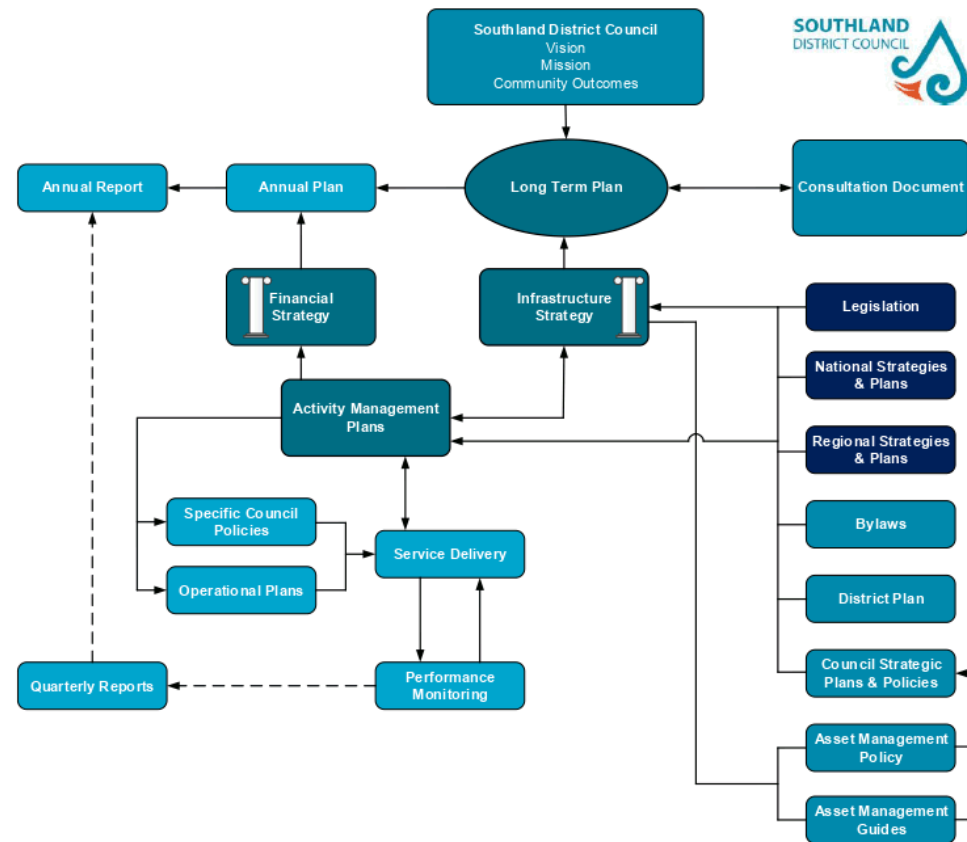 Southland District Council
Vision
Mission
Community Outcomes
SOUTHLAND
DISTRICT COUNCIL
Annual Report
Annual Plan
Long Term Plan
Consultation Document
Financial
Strategy
Infrastructure
Strategy
Legislation
National Strategies
& Plans
Activity Management
Plans
Regional Strategies
& Plans
Specific Council
Policies
Bylaws
Service Delivery
Operational Plans
District Plan
Quarterly Reports
Performance
Monitoring
Council Strategic
Plans & Policies
Asset Management
Policy
Asset Management
Guides